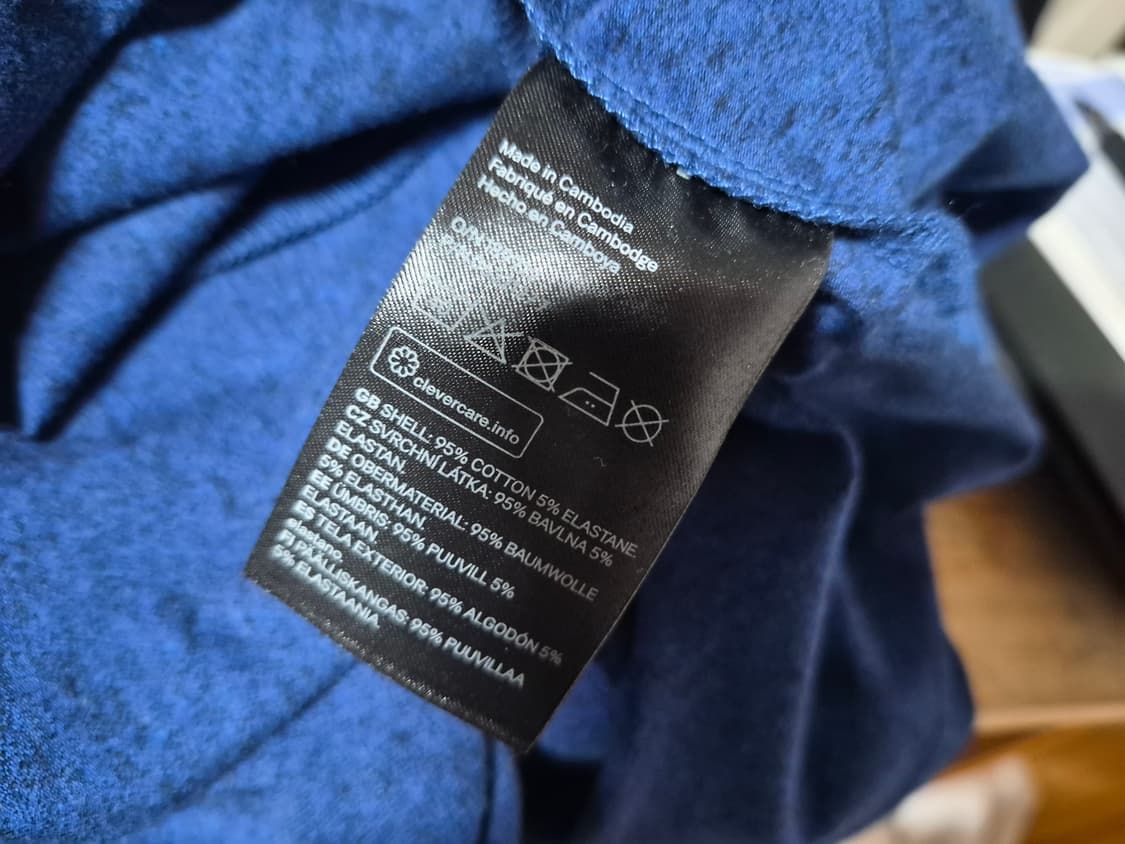 Made in Cambodia
Fabriqué en Cambodge
Hecho en Camboya
clevercare.info
GB SHELL: 95% COTTON 5% ELASTANE.
CZ SVRCHNÍ LÁTKA: 95% BAVLNA 5%
ELASTAN.
DE OBERMATERIAL: 95% BAUMWOLLE
5% ELASTHAN.
EE ÜMBRIS: 95% PUUVILL 5%
ELASTAAN.
ES TELA EXTERIOR: 95% ALGODÓN 5%
elastano
FI PÄÄLLISKANGAS: 95% PUUVILLAA
5% ELASTAANIA